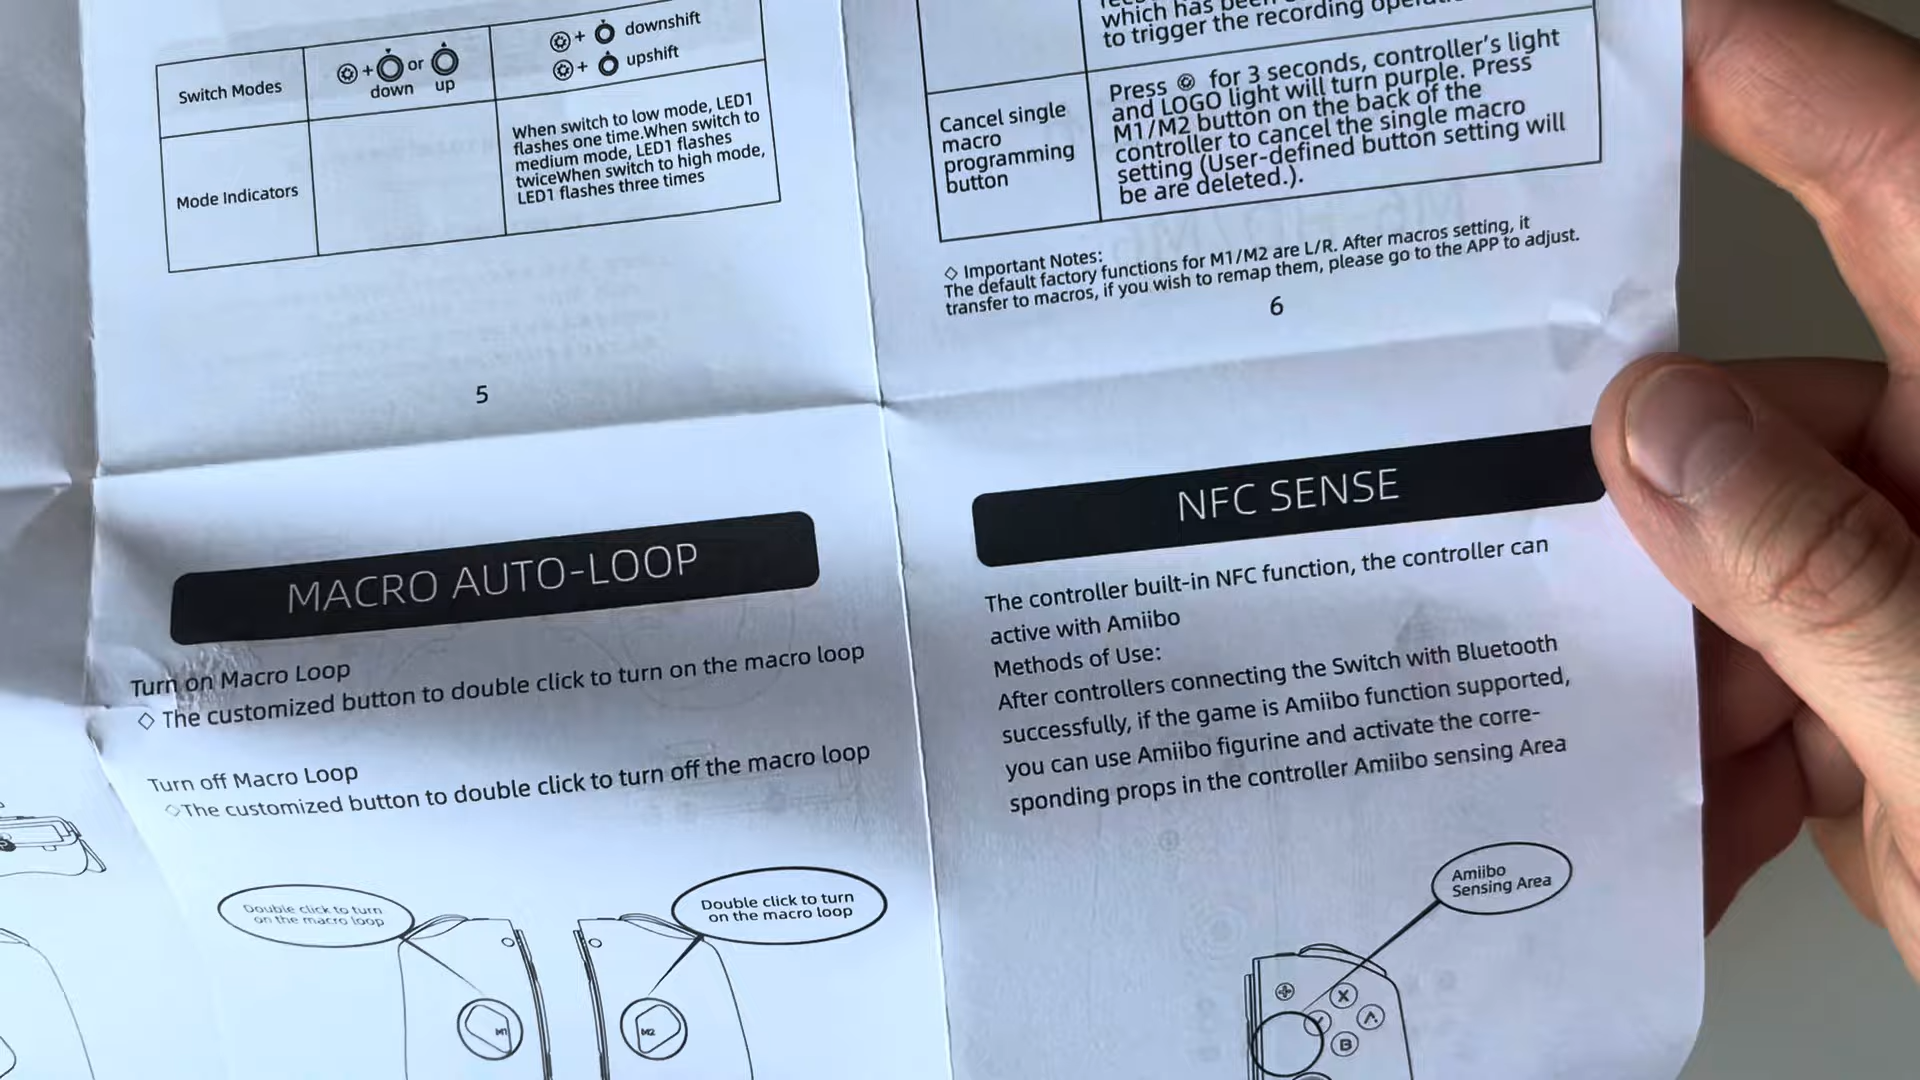 Switch Modes
+ or
down up
+ downshift
+ upshift
Mode Indicators
When switch to low mode, LED1
flashes one time.When switch to
medium mode, LED1 flashes
twiceWhen switch to high mode,
LED1 flashes three times
5
which has been
to trigger the recording
Cancel single
macro
programming
button
Press for 3 seconds, controller's light
and LOGO light will turn purple. Press
M1/M2 button on the back of the
controller to cancel the single macro
setting (User-defined button setting will
be are deleted.).
◇ Important Notes:
The default factory functions for M1/M2 are L/R. After macros setting, it
transfer to macros, if you wish to remap them, please go to the APP to adjust.
6
MACRO AUTO-LOOP
Turn on Macro Loop
◇ The customized button to double click to turn on the macro loop
Turn off Macro Loop
◇The customized button to double click to turn off the macro loop
Double click to turn
on the macro loop
Double click to turn
on the macro loop
M1
M2
NFC SENSE
The controller built-in NFC function, the controller can
active with Amiibo
Methods of Use:
After controllers connecting the Switch with Bluetooth
successfully, if the game is Amiibo function supported,
you can use Amiibo figurine and activate the corre-
sponding props in the controller Amiibo sensing Area
Amiibo
Sensing Area
X
Y
A
B